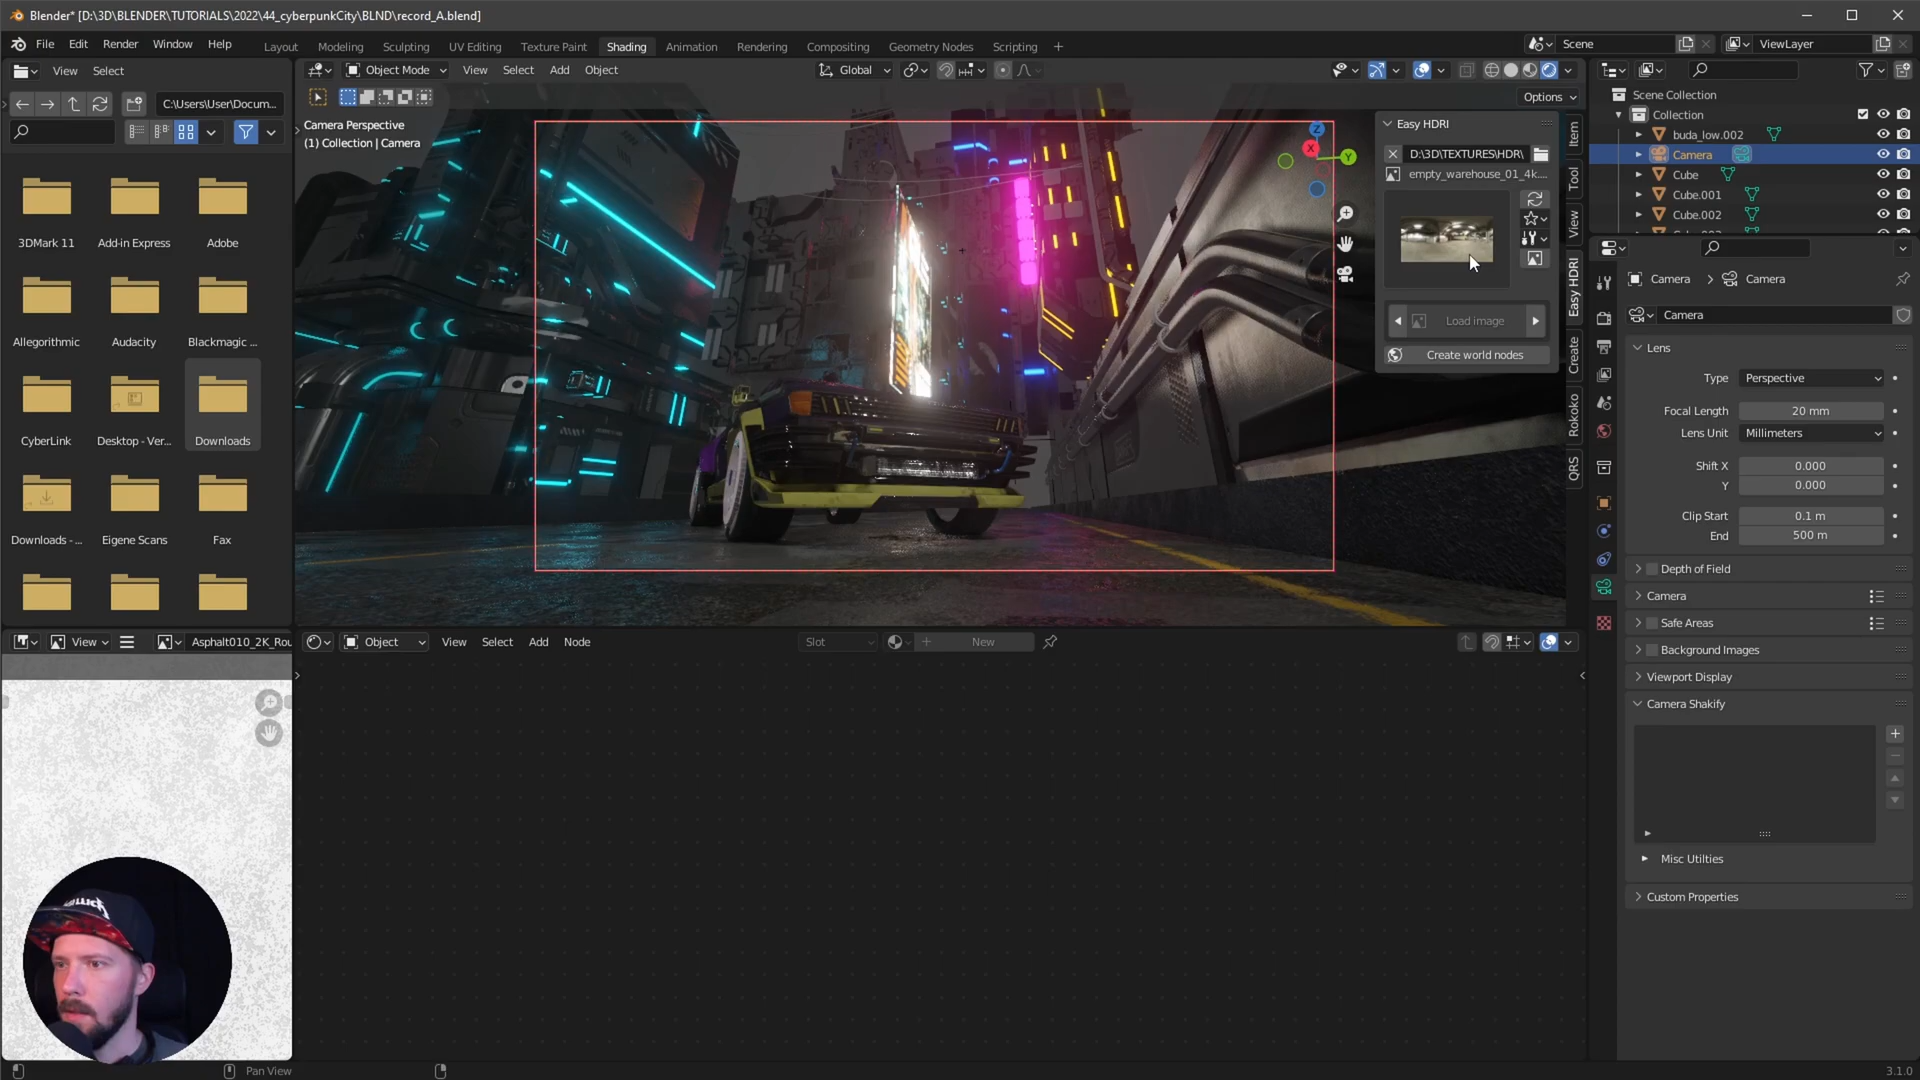 Blender* [D:\3D\BLENDER\TUTORIALS\2022\44_cyberpunkCity\BLND\record_A.blend]
File Edit Render Window Help
Layout Modeling Sculpting UV Editing Texture Paint Shading Animation Rendering Compositing Geometry Nodes Scripting +
Scene
ViewLayer
View Select
C:\Users\User\Docum...
3DMark 11
Add-in Express
Adobe
Allegorithmic
Audacity
Blackmagic ...
CyberLink
Desktop - Ver...
Downloads
Downloads - ...
Eigene Scans
Fax
Object Mode
View Select Add Object
Global
Options
Camera Perspective
(1) Collection | Camera
Z
X
Y
Easy HDRI
D:\3D\TEXTURES\HDR\
empty_warehouse_01_4k....
Load image
Create world nodes
Item
Tool
View
Easy HDRI
Create
Rokoko
QRS
Scene Collection
Collection
buda_low.002
Camera
Cube
Cube.001
Cube.002
Camera
Camera
Camera
Lens
Type Perspective
Focal Length 20 mm
Lens Unit Millimeters
Shift X 0.000
Y 0.000
Clip Start 0.1 m
End 500 m
Depth of Field
Camera
Safe Areas
Background Images
Viewport Display
Camera Shakify
Misc Utilties
Custom Properties
View
Asphalt010_2K_Rou
Object
View Select Add Node
Slot
New
Pan View
3.1.0